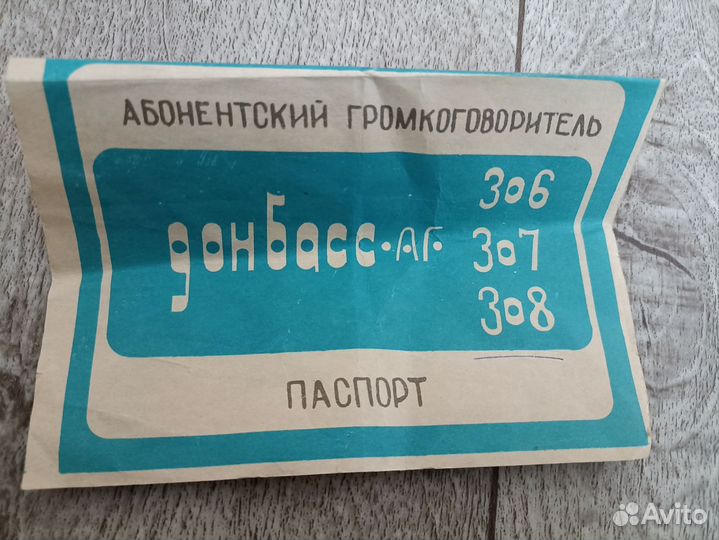 АБОНЕНТСКИЙ ГРОМКОГОВОРИТЕЛЬ
донбасс·АГ·
306
307
308
ПАСПОРТ
Avito